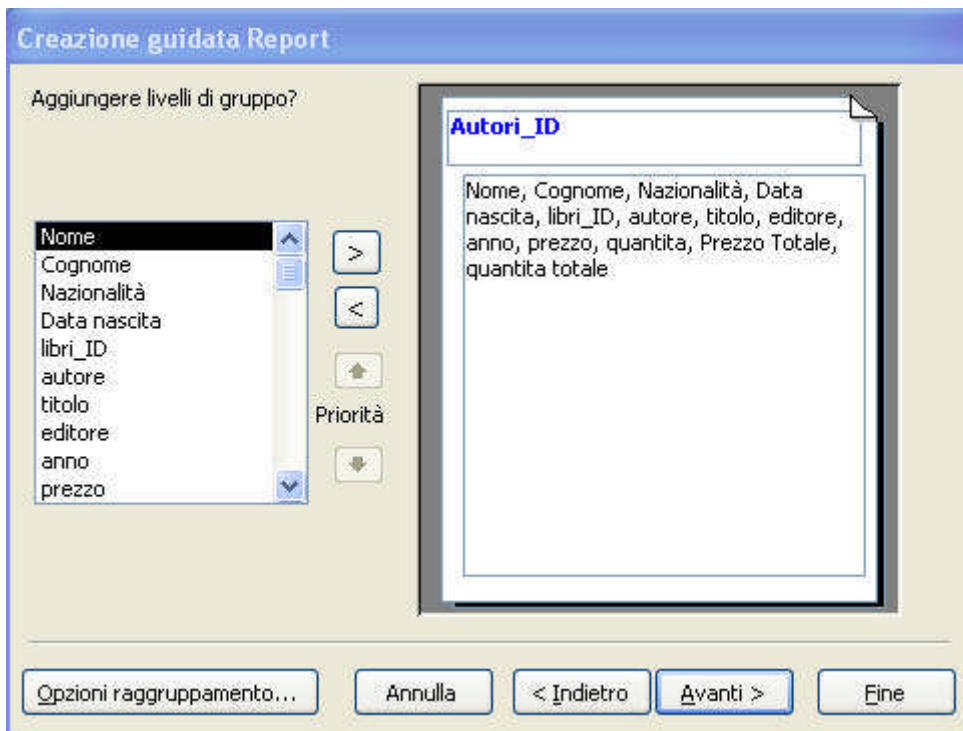 Creazione guidata Report
Aggiungere livelli di gruppo?
Nome
Cognome
Nazionalità
Data nascita
libri_ID
autore
titolo
editore
anno
prezzo
>
<
Priorità
Autori_ID
Nome, Cognome, Nazionalità, Data
nascita, libri_ID, autore, titolo, editore,
anno, prezzo, quantita, Prezzo Totale,
quantita totale
Opzioni raggruppamento...
Annulla
< Indietro
Avanti >
Fine